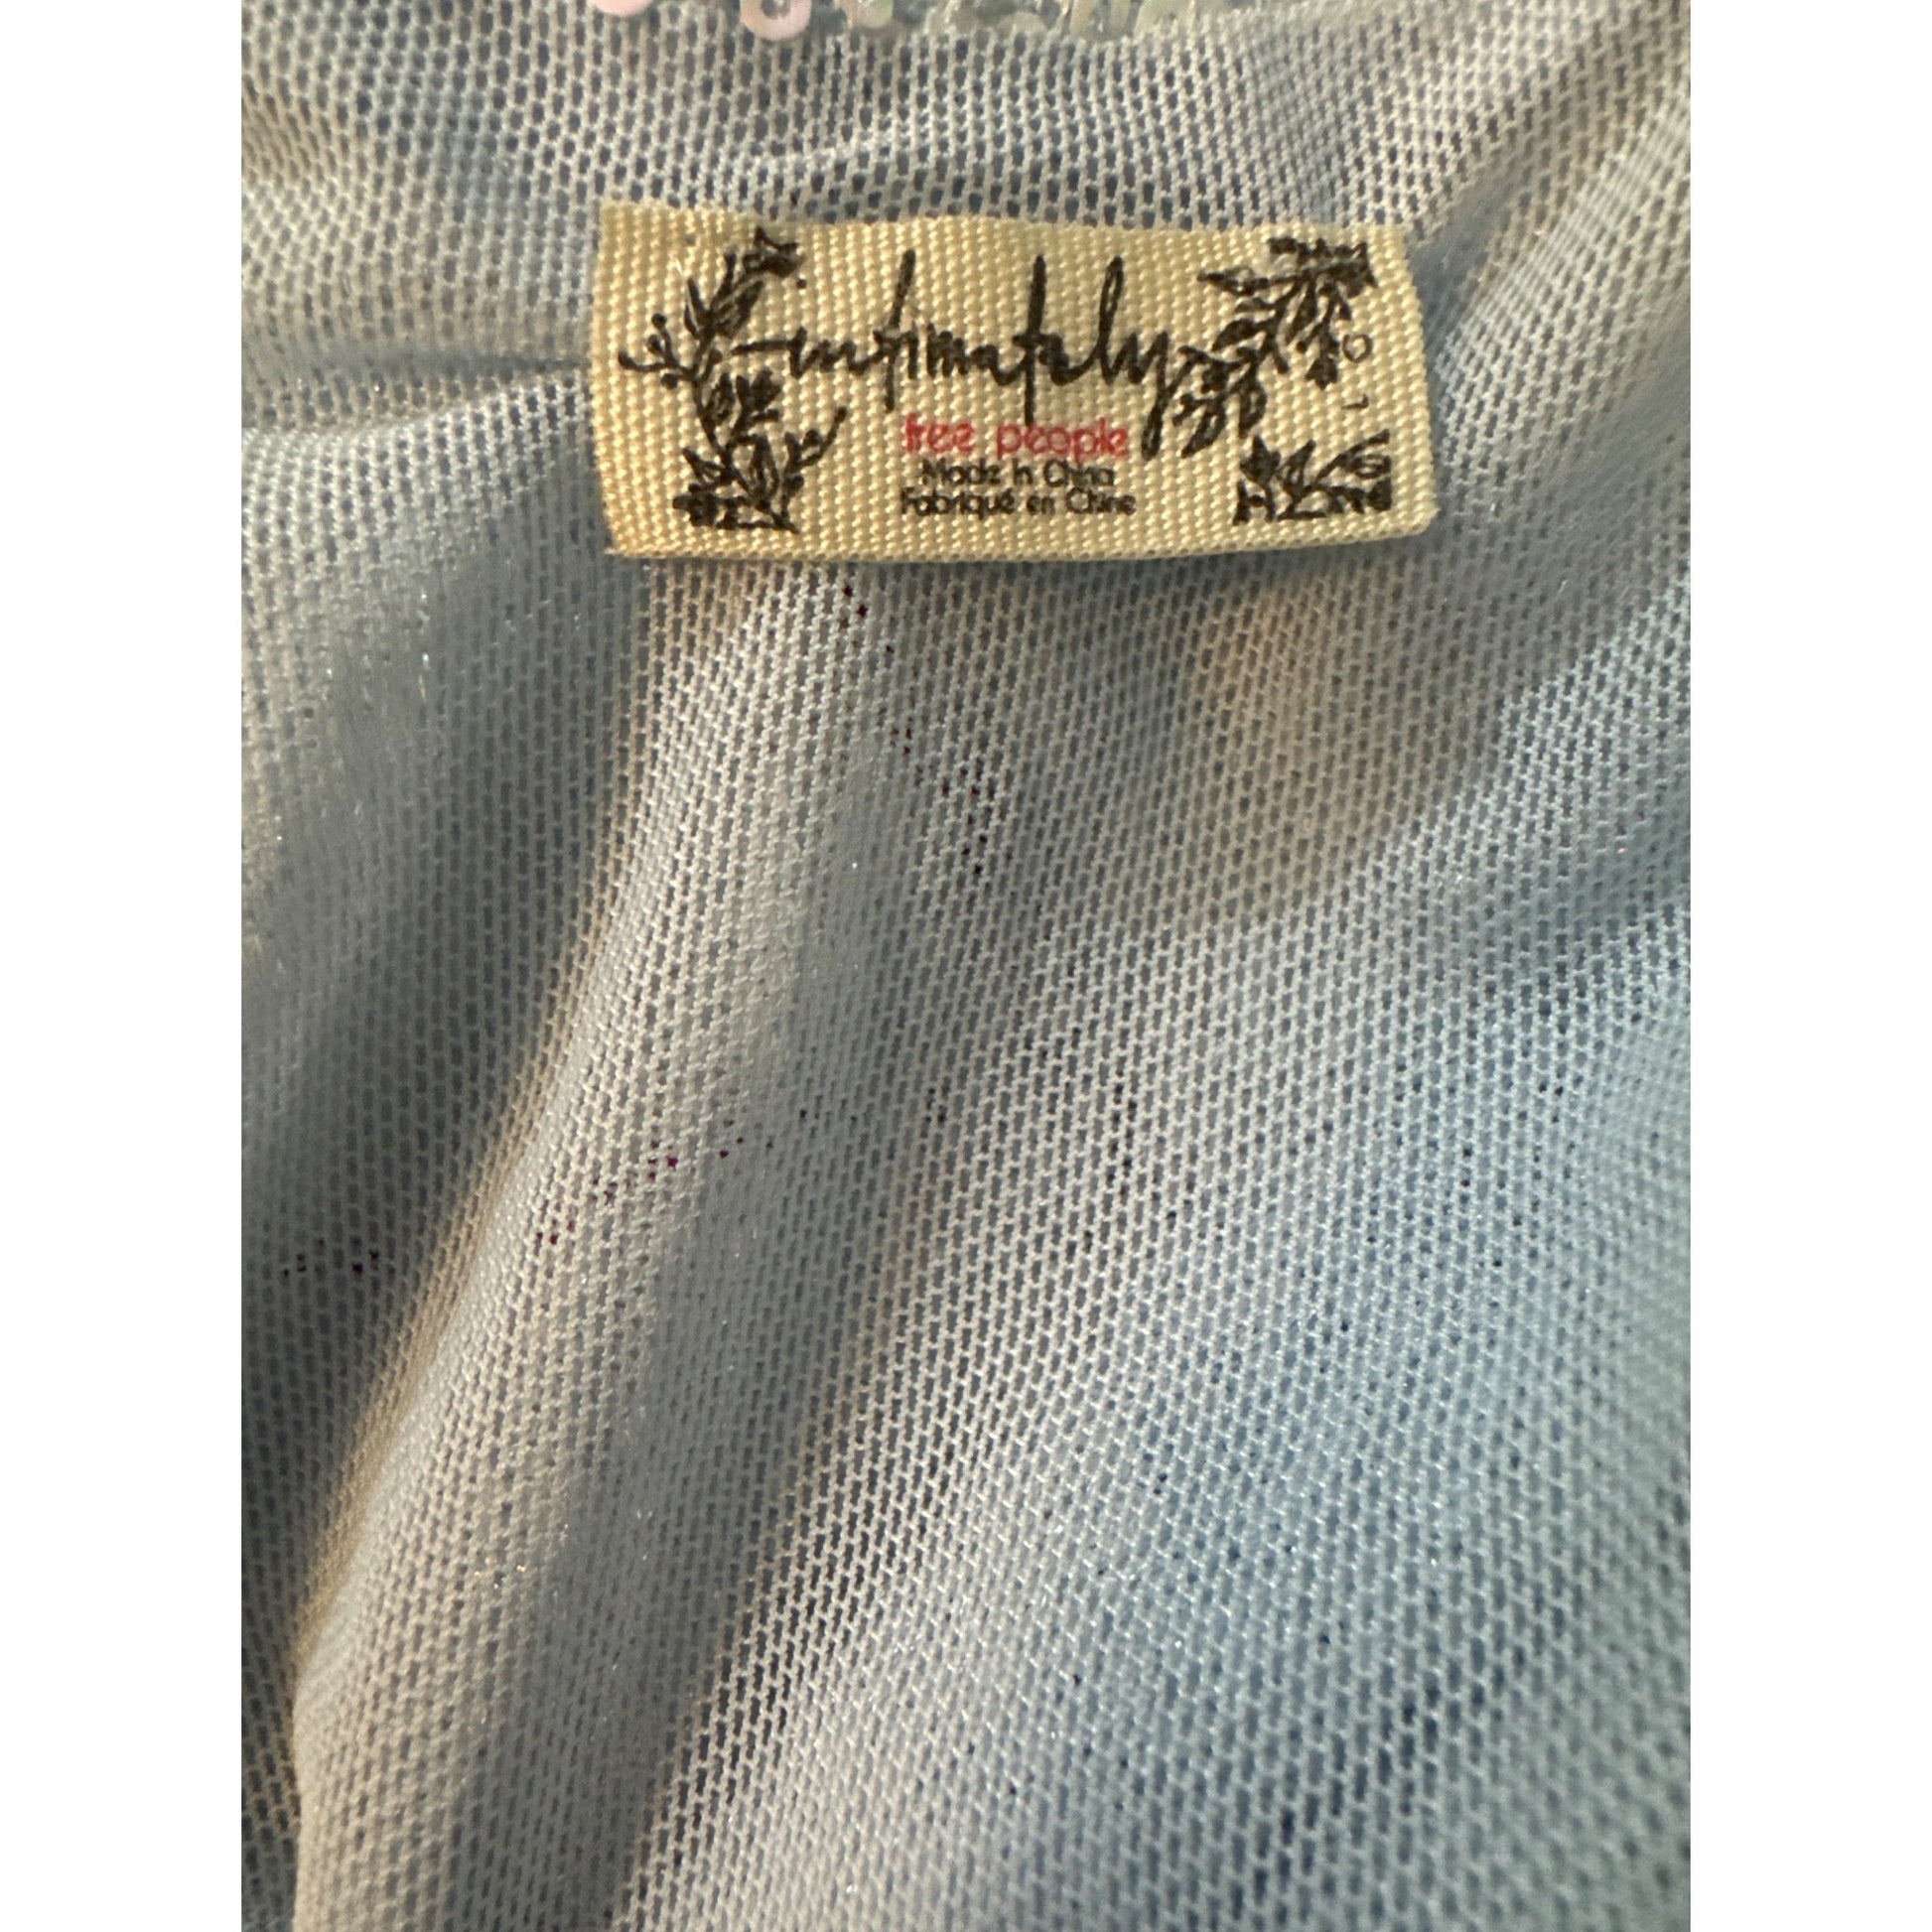 intimately
free people
Made in China
Fabriqué en Chine